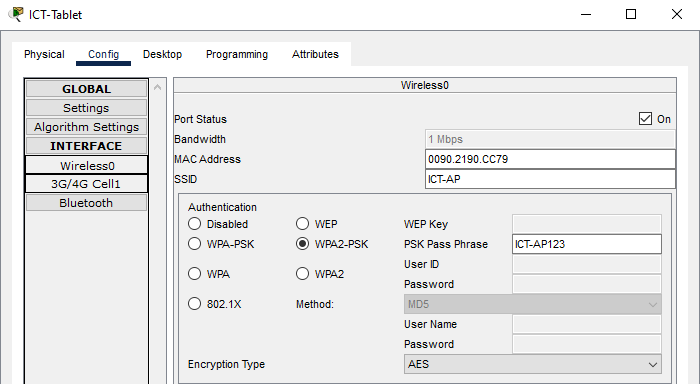 ICT-Tablet
Physical Config Desktop Programming Attributes
GLOBAL
Settings
Algorithm Settings
INTERFACE
Wireless0
3G/4G Cell1
Bluetooth
Wireless0
Port Status On
Bandwidth 1 Mbps
MAC Address 0090.2190.CC79
SSID ICT-AP
Authentication
Disabled WEP WEP Key
WPA-PSK WPA2-PSK PSK Pass Phrase ICT-AP123
User ID
WPA WPA2
Password
802.1X Method: MD5
User Name
Password
Encryption Type AES